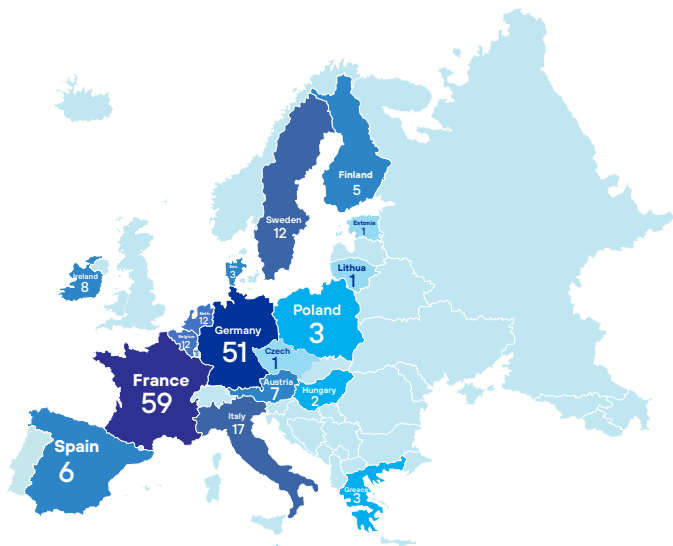 Finland
5
Sweden
12
Estonia
1
Den.
3
Lithua
1
Ireland
8
Poland
3
Neth.
12
Germany
51
Belgium
12
Czech
1
France
59
Austria
7
Hungary
2
Italy
17
Spain
6
Greece
3